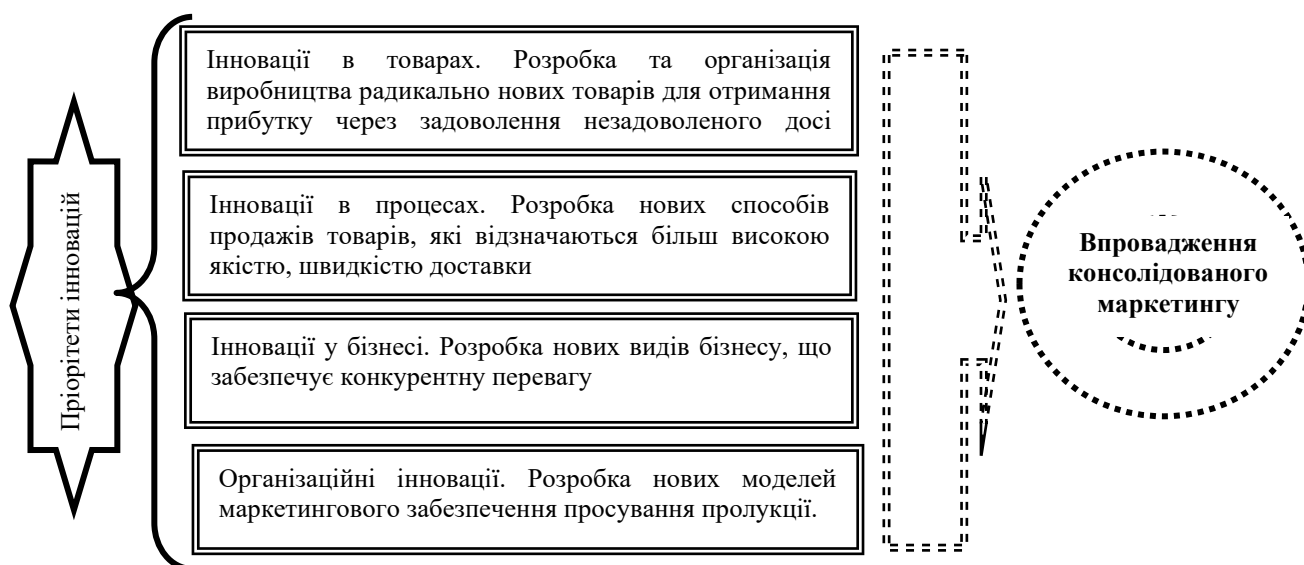 Пріорітети інновацій
Інновації в товарах. Розробка та організація
виробництва радикально нових товарів для отримання
прибутку через задоволення незадоволеного досі
Інновації в процесах. Розробка нових способів
продажів товарів, які відзначаються більш високою
якістю, швидкістю доставки
Інновації у бізнесі. Розробка нових видів бізнесу, що
забезпечує конкурентну перевагу
Організаційні інновації. Розробка нових моделей
маркетингового забезпечення просування пролукції.
Впровадження
консолідованого
маркетингу